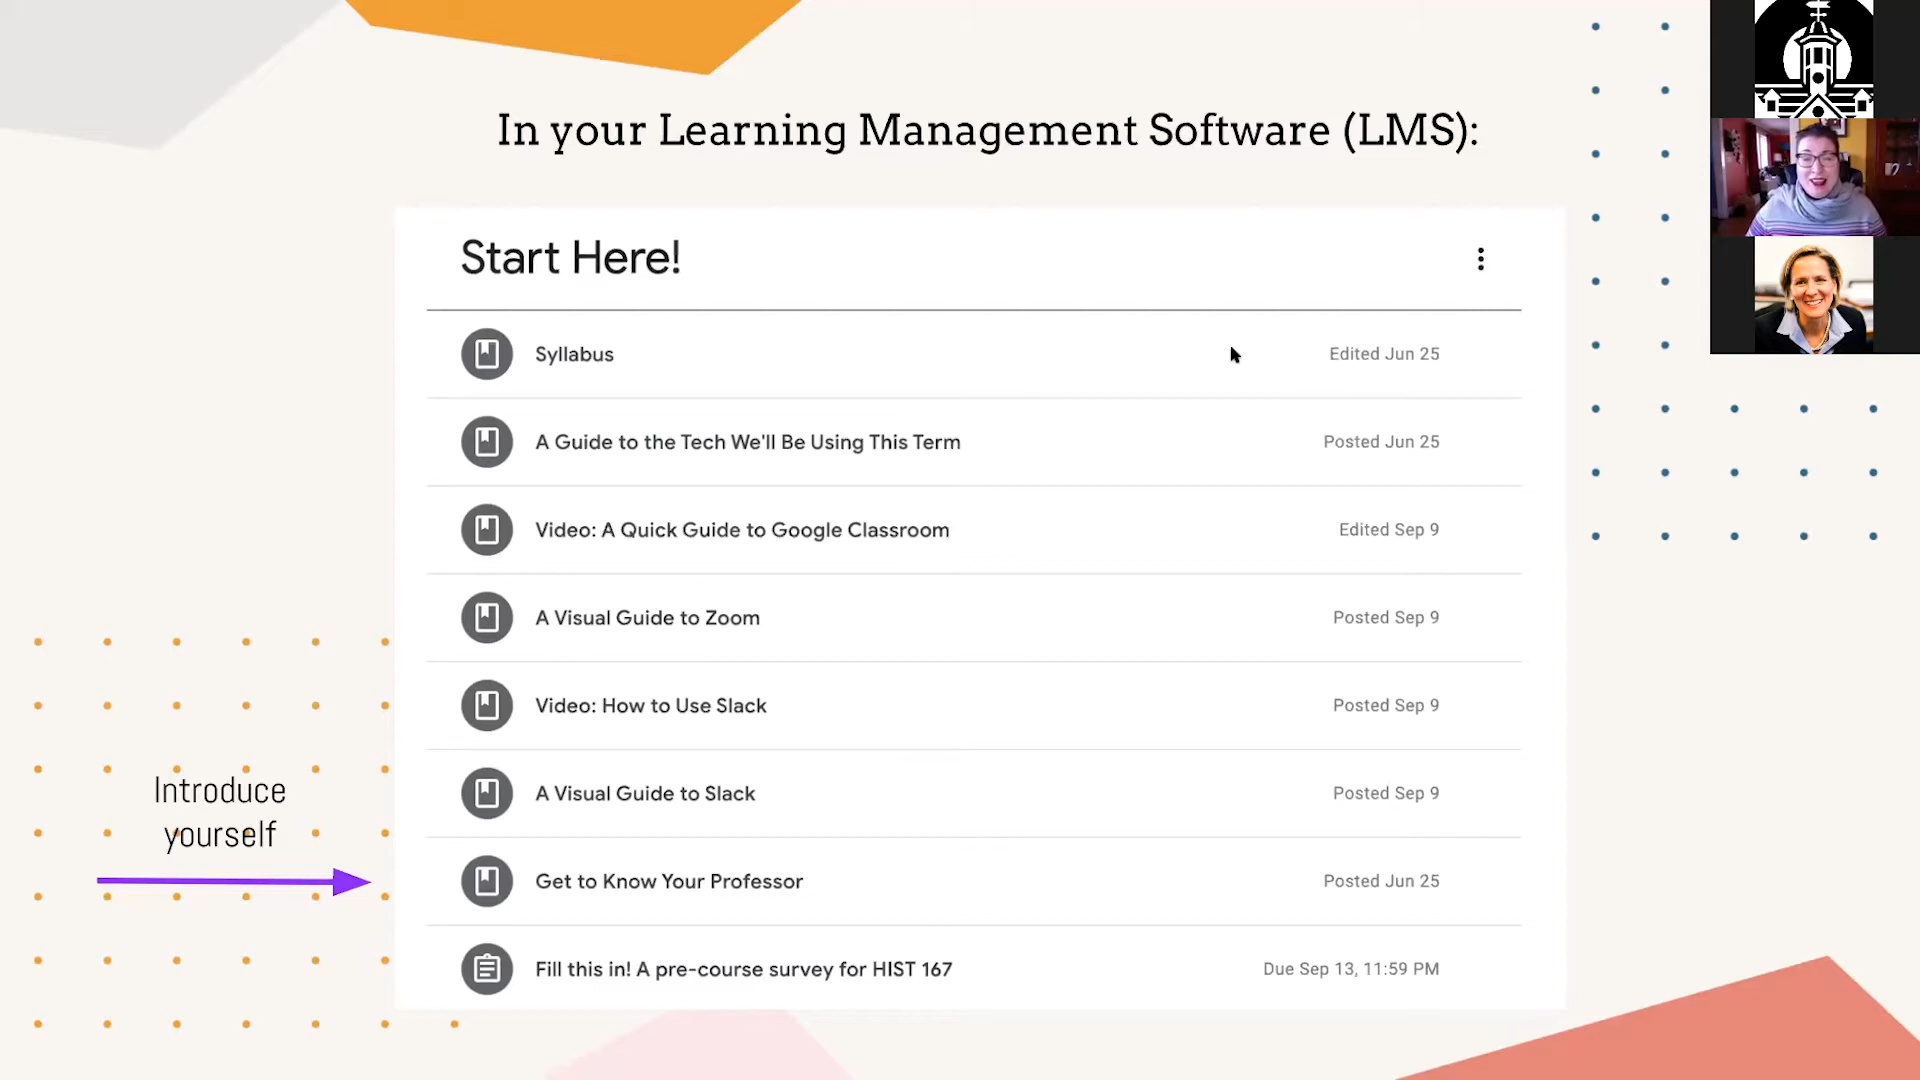 In your Learning Management Software (LMS):
Start Here!
Syllabus Edited Jun 25
A Guide to the Tech We'll Be Using This Term Posted Jun 25
Video: A Quick Guide to Google Classroom Edited Sep 9
A Visual Guide to Zoom Posted Sep 9
Video: How to Use Slack Posted Sep 9
A Visual Guide to Slack Posted Sep 9
Introduce
yourself
Get to Know Your Professor Posted Jun 25
Fill this in! A pre-course survey for HIST 167 Due Sep 13, 11:59 PM